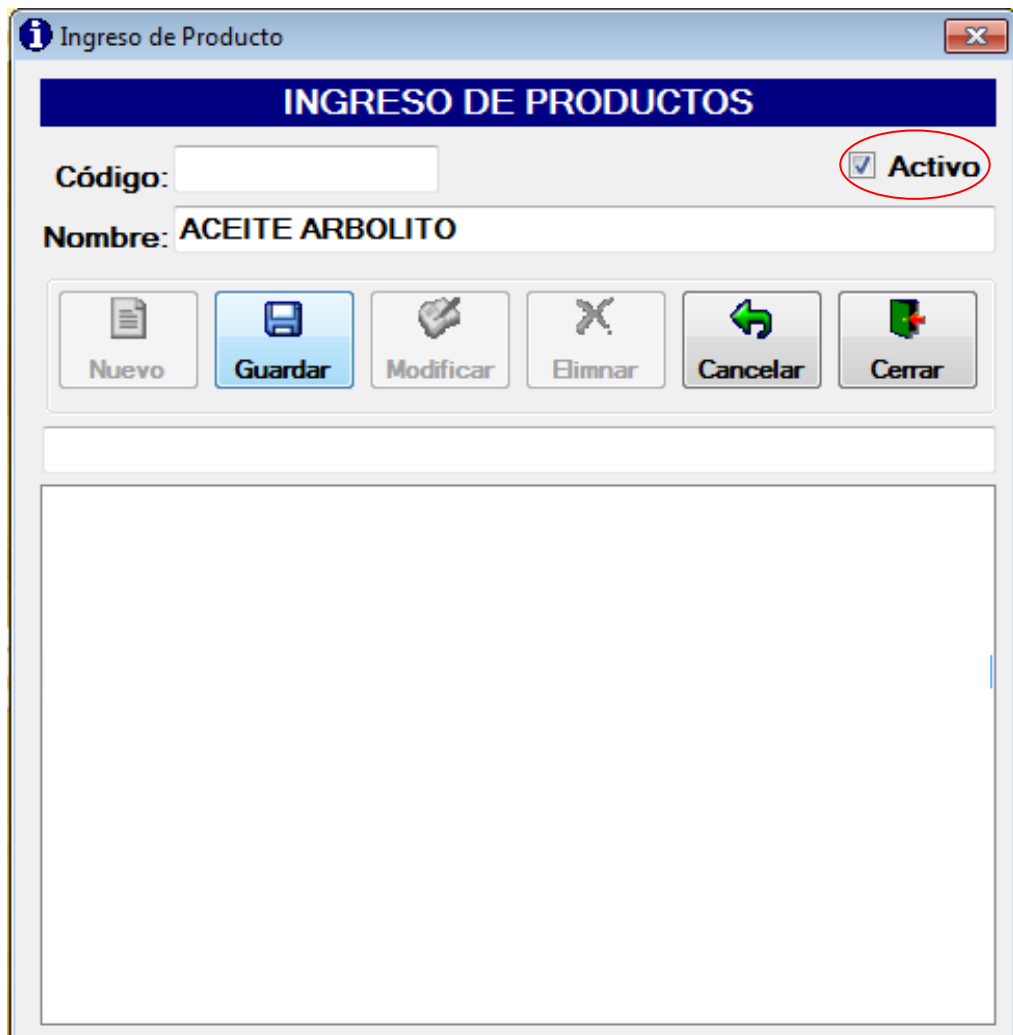 Ingreso de Producto
INGRESO DE PRODUCTOS
Código:
Activo
Nombre: ACEITE ARBOLITO
Nuevo Guardar Modificar Elimnar Cancelar Cerrar